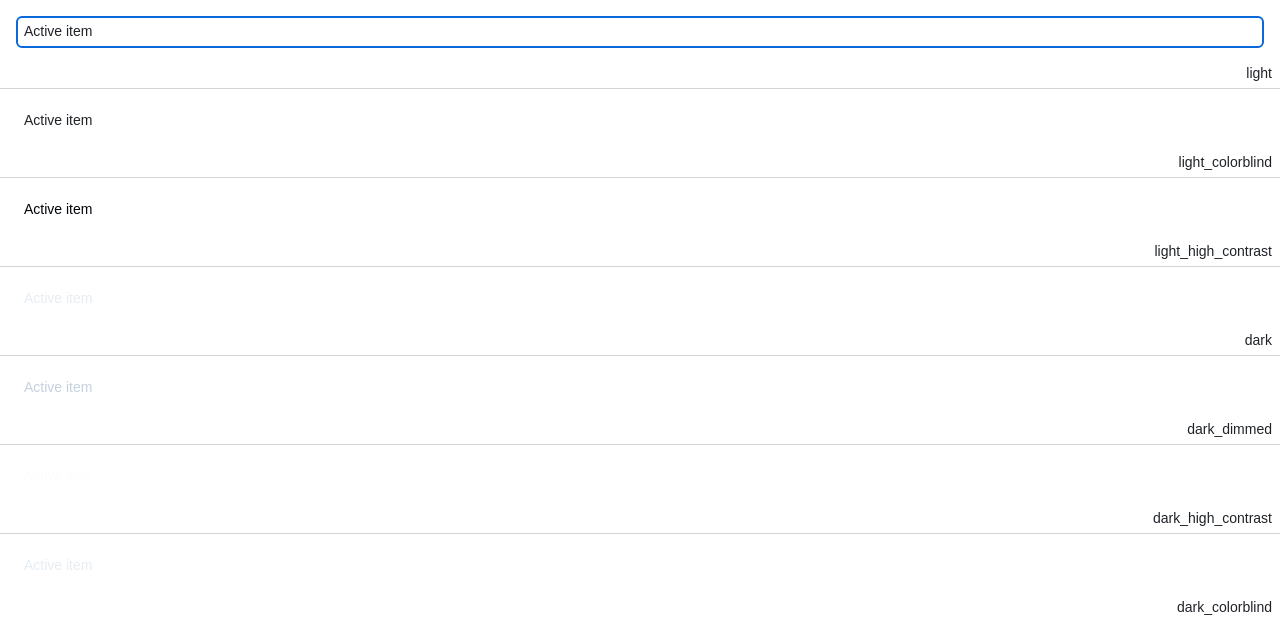 Active item
light
Active item
light_colorblind
Active item
light_high_contrast
Active item
dark
Active item
dark_dimmed
Active item
dark_high_contrast
Active item
dark_colorblind